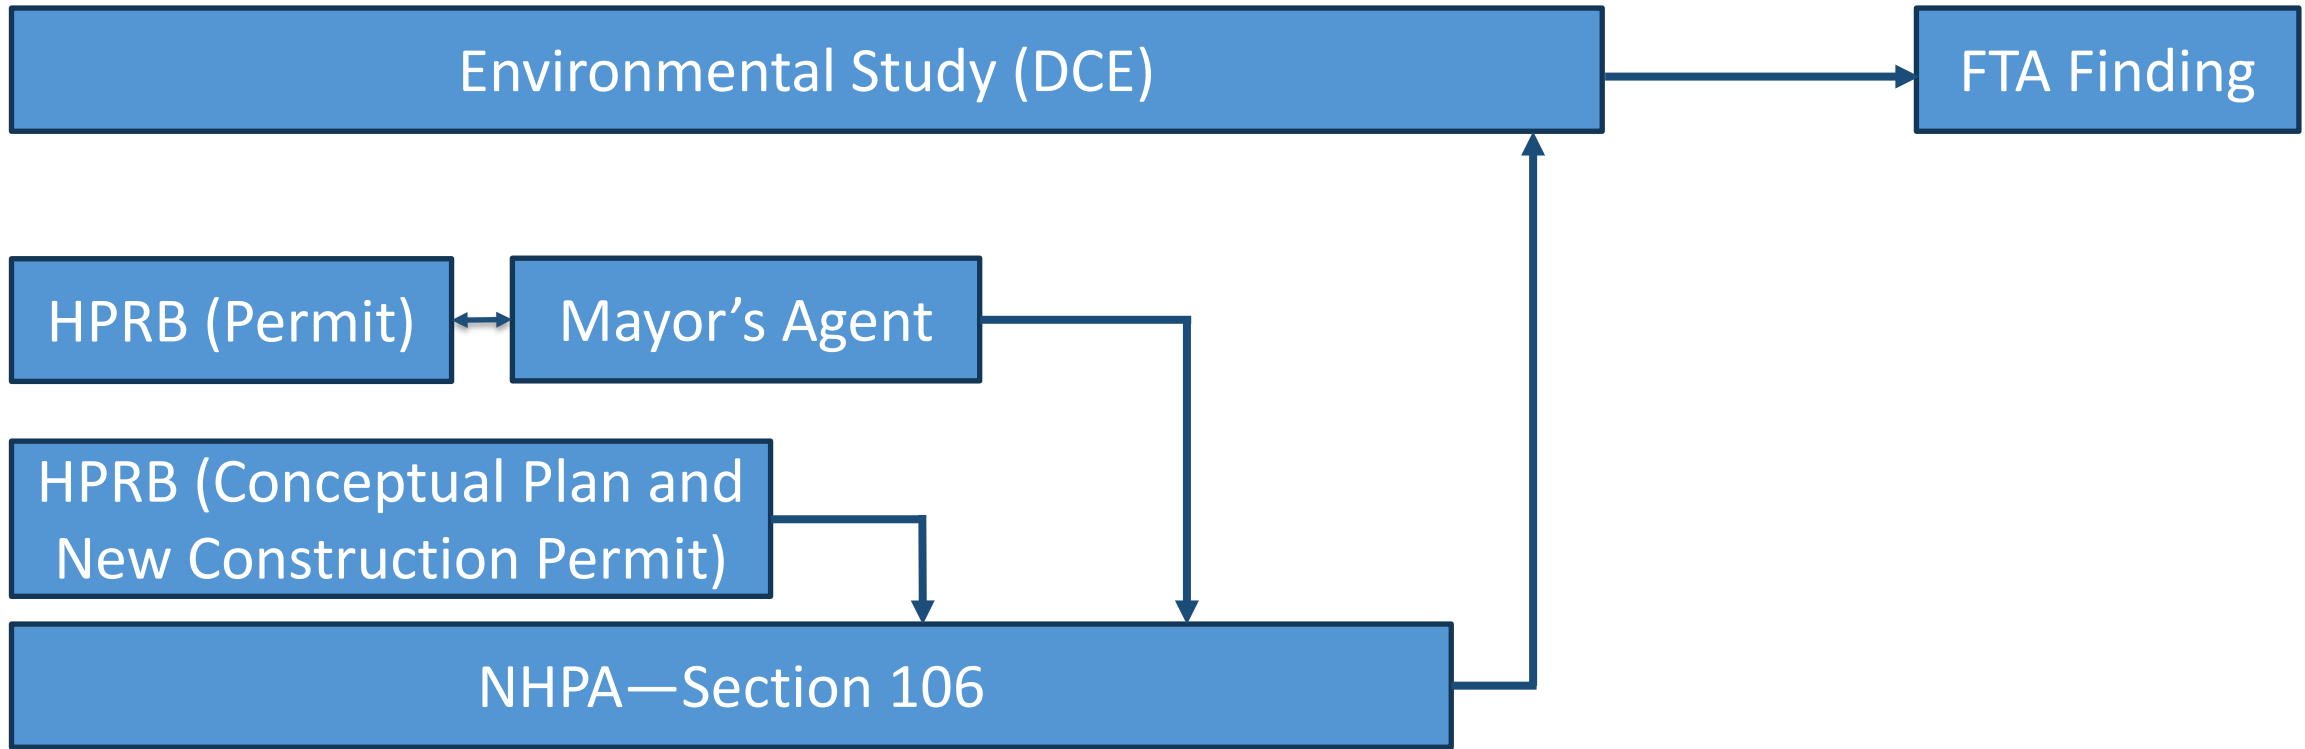 Environmental Study (DCE)
FTA Finding
HPRB (Permit)
Mayor’s Agent
HPRB (Conceptual Plan and
New Construction Permit)
NHPA—Section 106